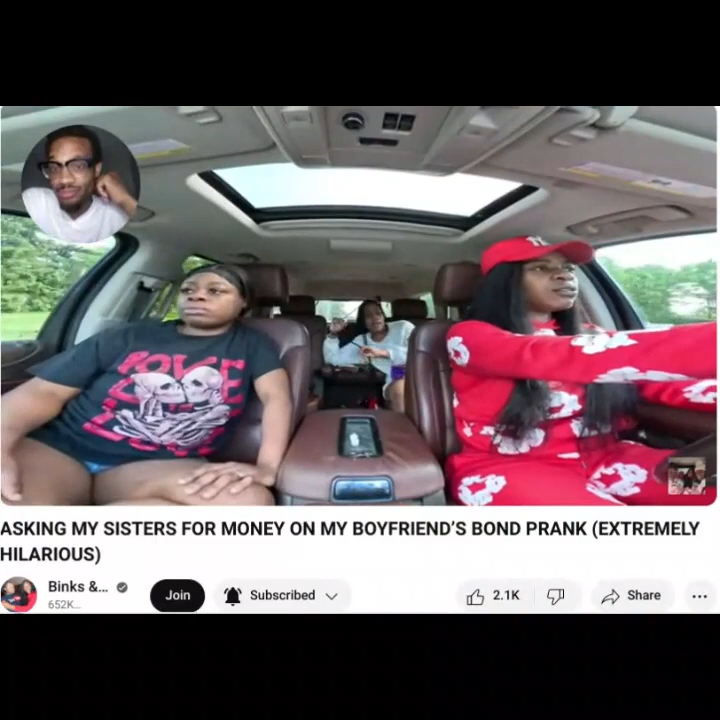 ASKING MY SISTERS FOR MONEY ON MY BOYFRIEND'S BOND PRANK (EXTREMELY
HILARIOUS)
Binks &...
652K...
Join
Subscribed
2.1K
Share
...